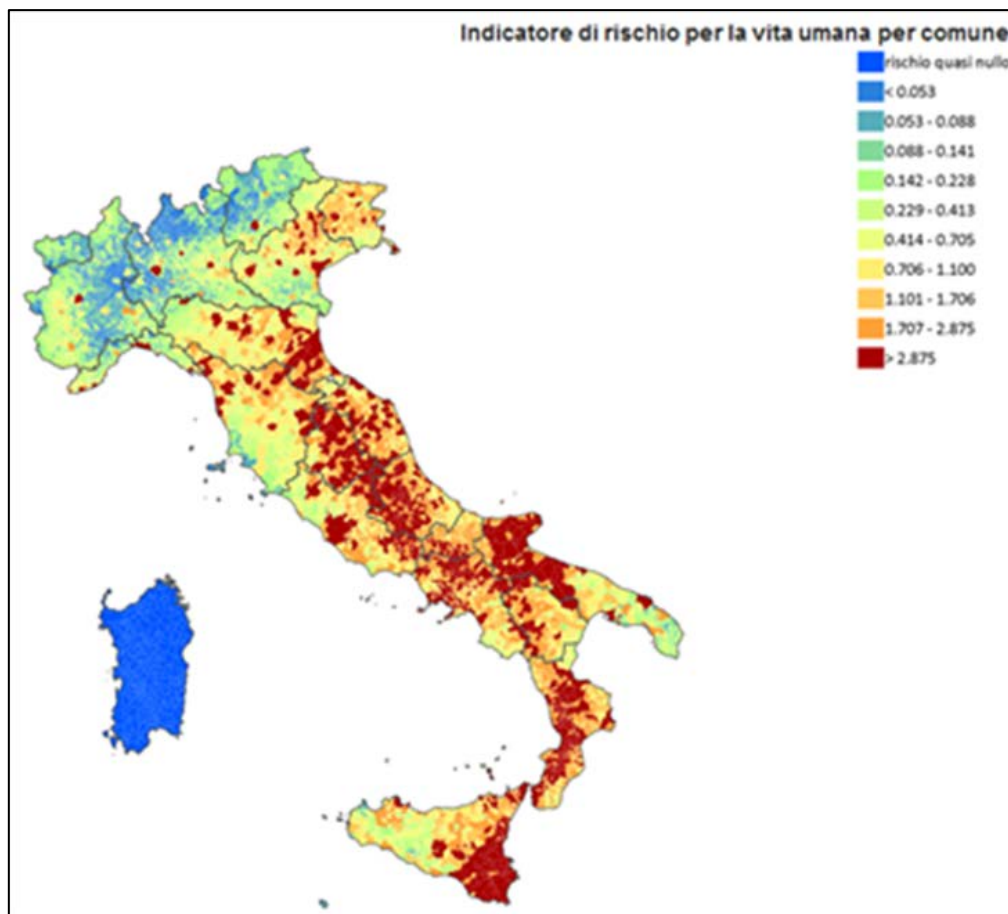 Indicatore di rischio per la vita umana per comune
rischio quasi nullo
< 0.053
0.053 - 0.088
0.088 - 0.141
0.142 - 0.228
0.229 - 0.413
0.414 - 0.705
0.706 - 1.100
1.101 - 1.706
1.707 - 2.875
> 2.875